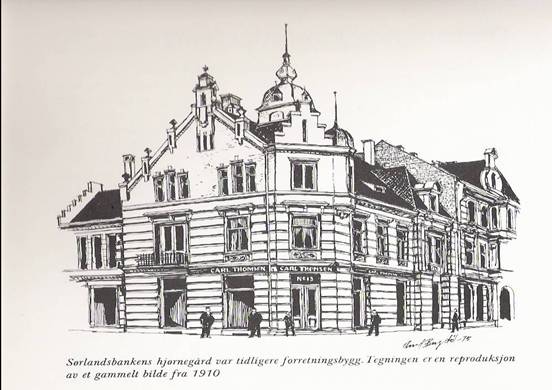 CARL THOMSEN CARL THOMSEN
No 13
-75
Sørlandsbankens hjørnegård var tidligere forretningsbygg. Tegningen er en reproduksjon
av et gammelt bilde fra 1910